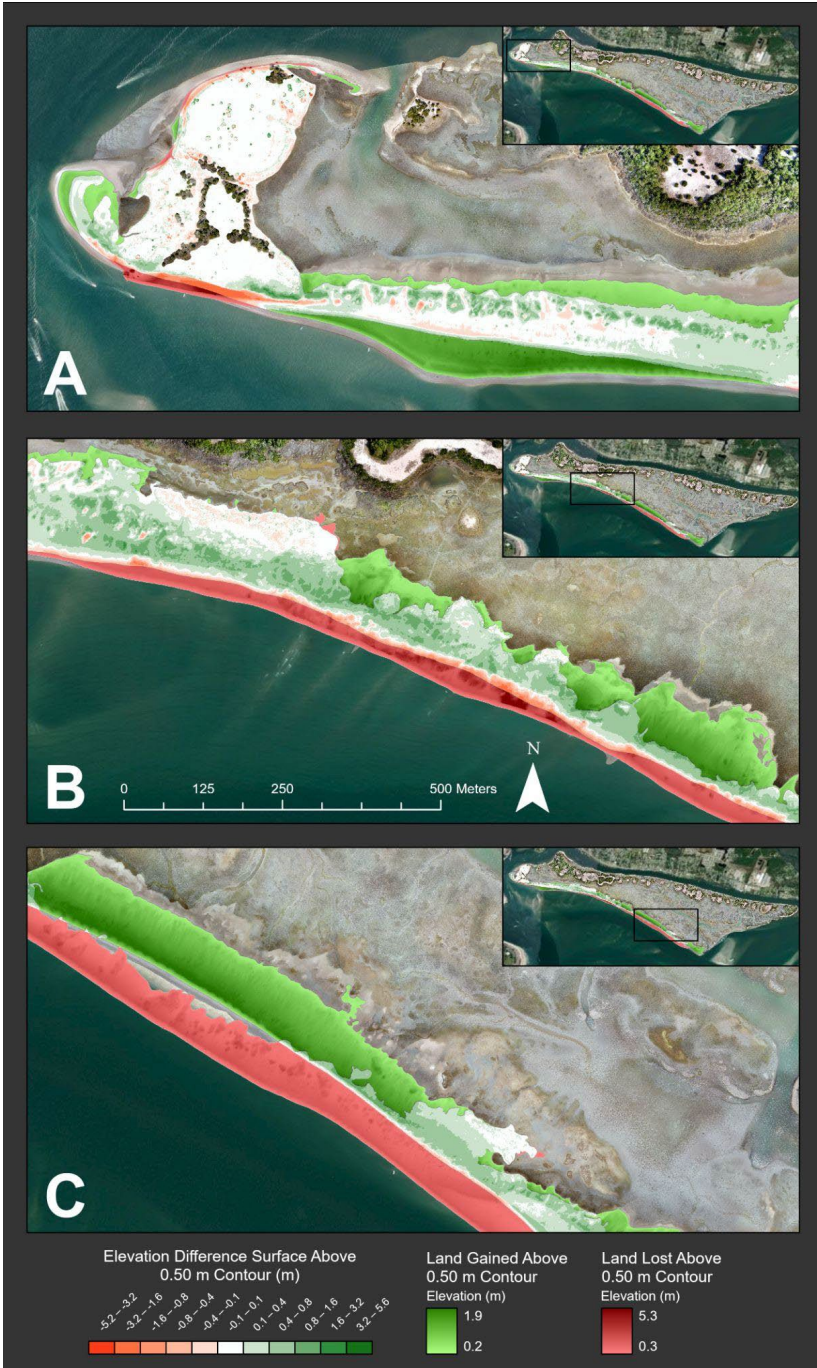 A
B
N
0 125 250 500 Meters
C
Elevation Difference Surface Above
0.50 m Contour (m)
-5.2 – -3.2
-3.2 – -1.6
-1.6 – -0.8
-0.8 – -0.4
-0.4 – -0.1
-0.1 – 0.1
0.1 – 0.4
0.4 – 0.8
0.8 – 1.6
1.6 – 3.2
3.2 – 5.6
Land Gained Above
0.50 m Contour
Elevation (m)
1.9
0.2
Land Lost Above
0.50 m Contour
Elevation (m)
5.3
0.3